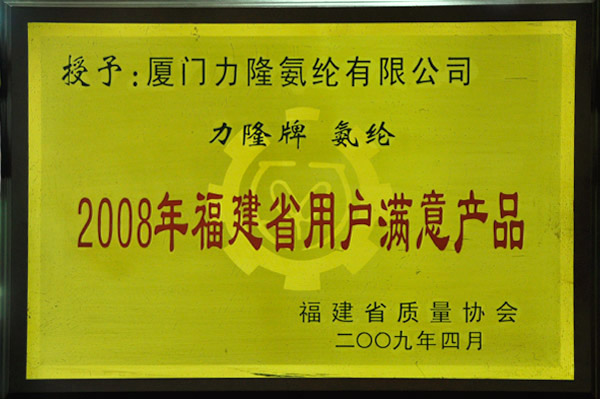 授予:厦门力隆氨纶有限公司
力隆牌 氨纶
2008年福建省用户满意产品
福建省质量协会
二〇〇九年四月